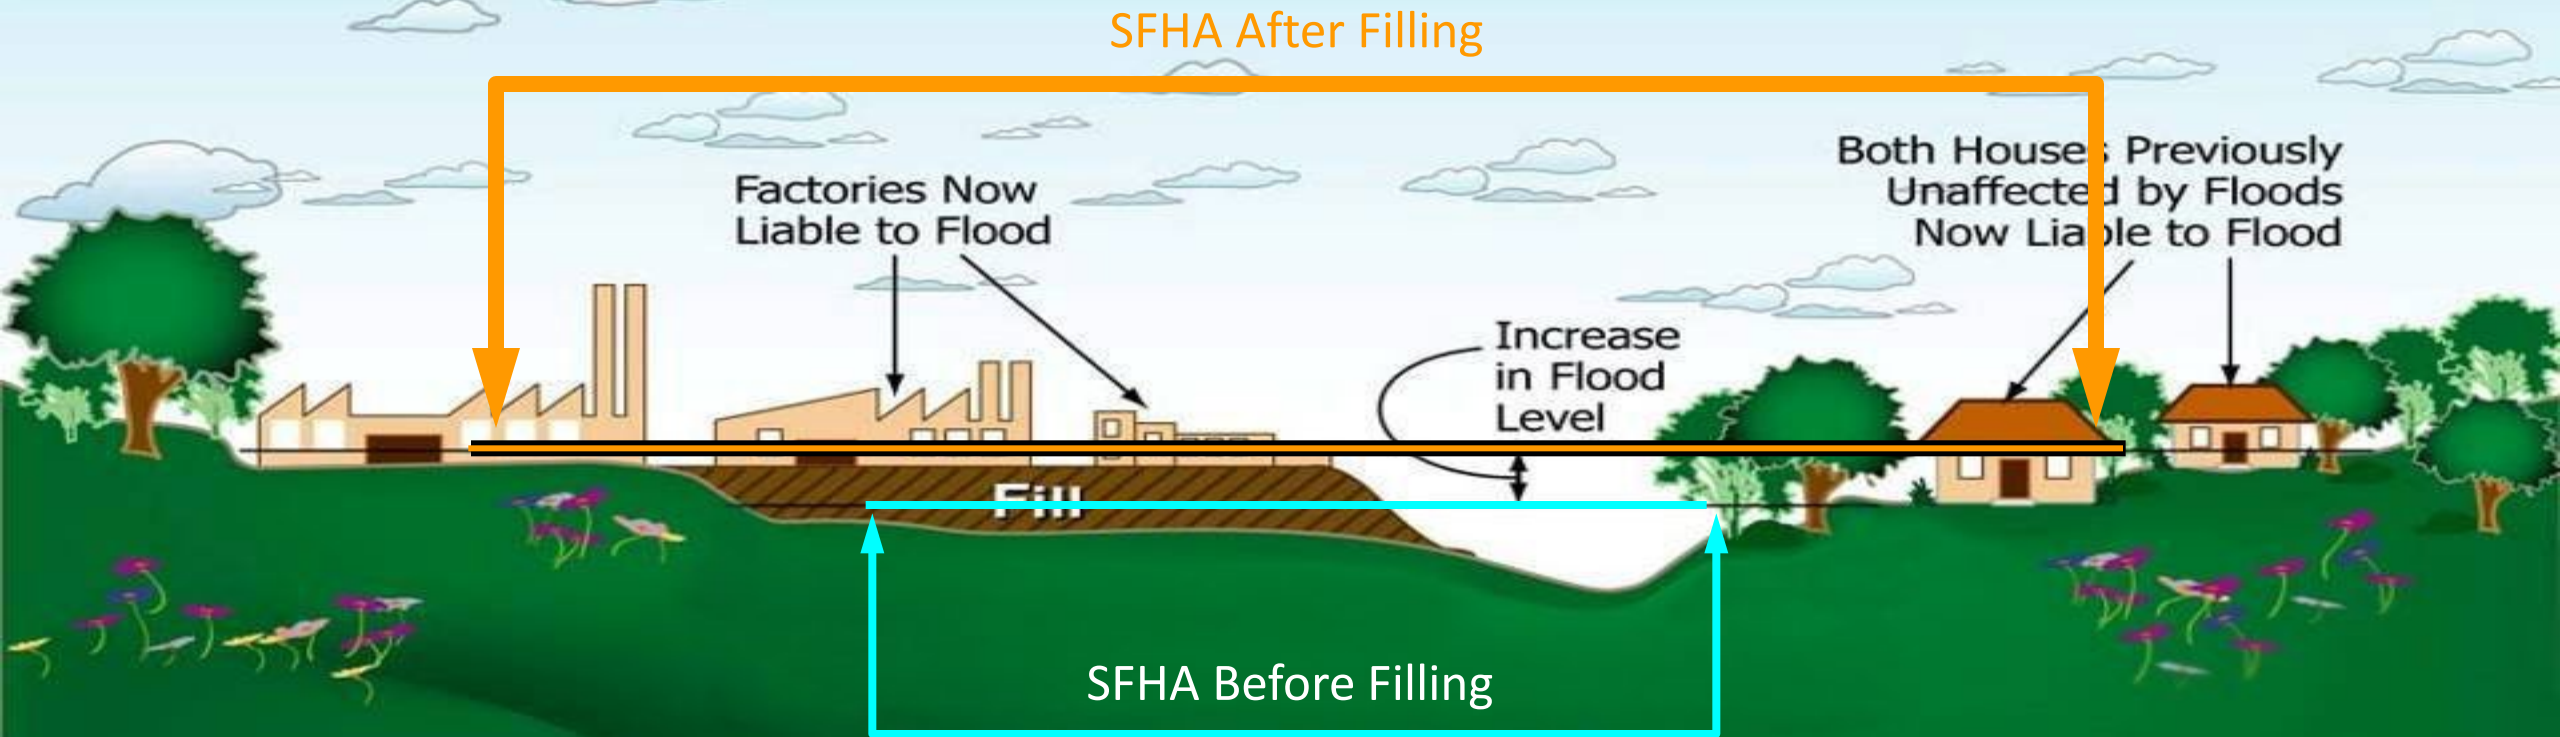 SFHA After Filling
Factories Now
Liable to Flood
Both Houses Previously
Unaffected by Floods
Now Liable to Flood
Increase
in Flood
Level
Fill
SFHA Before Filling